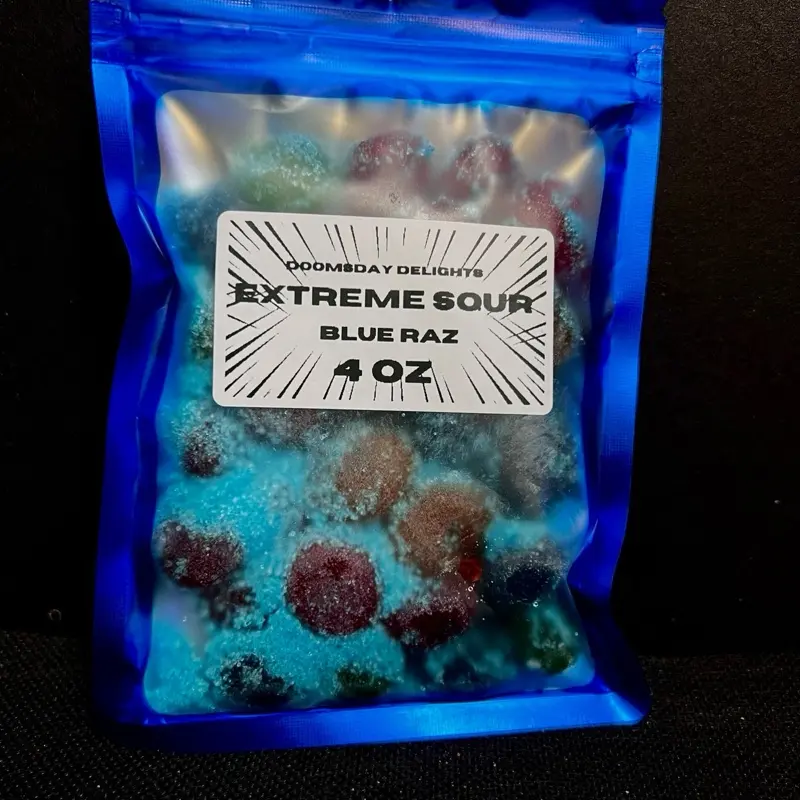 DOOMSDAY DELIGHTS
EXTREME SOUR
BLUE RAZ
4 OZ